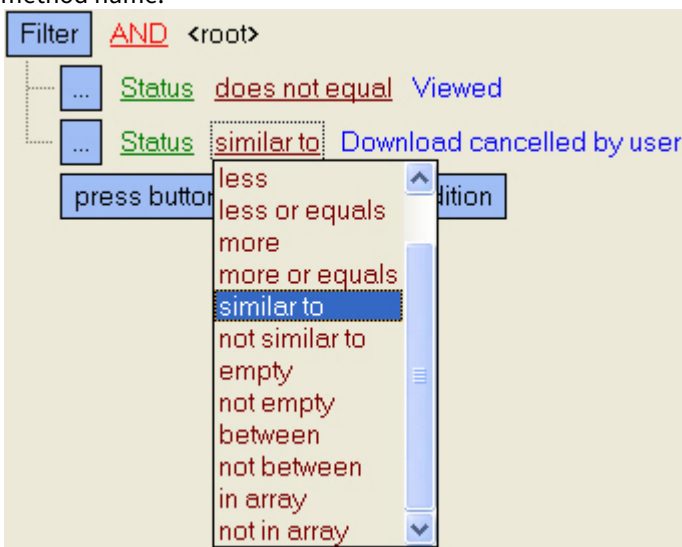 method name.
Filter AND <root>
... Status does not equal Viewed
... Status similar to Download cancelled by user
less
press button dition
less or equals
more
more or equals
similar to
not similar to
empty
not empty
between
not between
in array
not in array